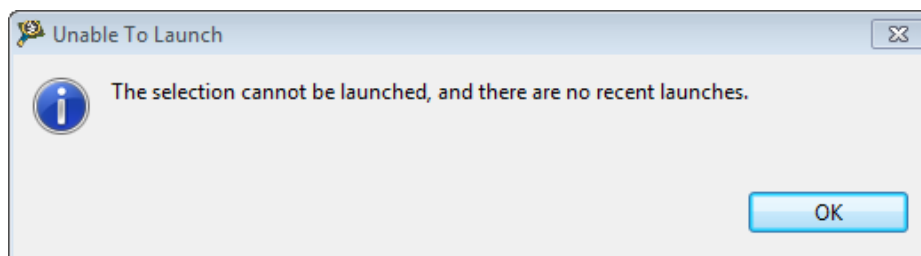 Unable To Launch
The selection cannot be launched, and there are no recent launches.
OK